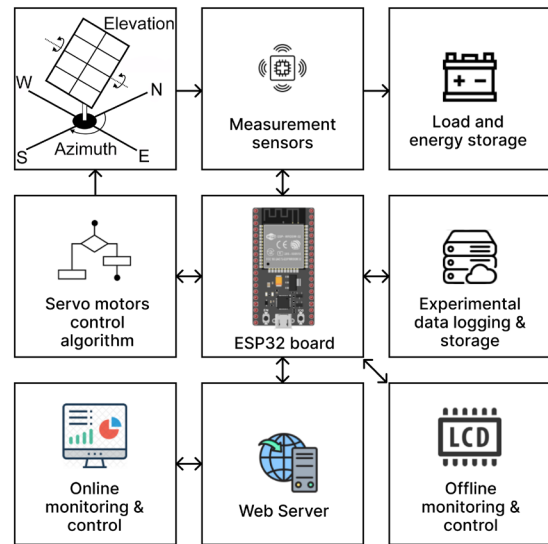 Elevation
W
N
S
Azimuth
E
Measurement
sensors
Load and
energy storage
Servo motors
control
algorithm
ESP32 board
Experimental
data logging &
storage
Online
monitoring &
control
Web Server
LCD
Offline
monitoring &
control